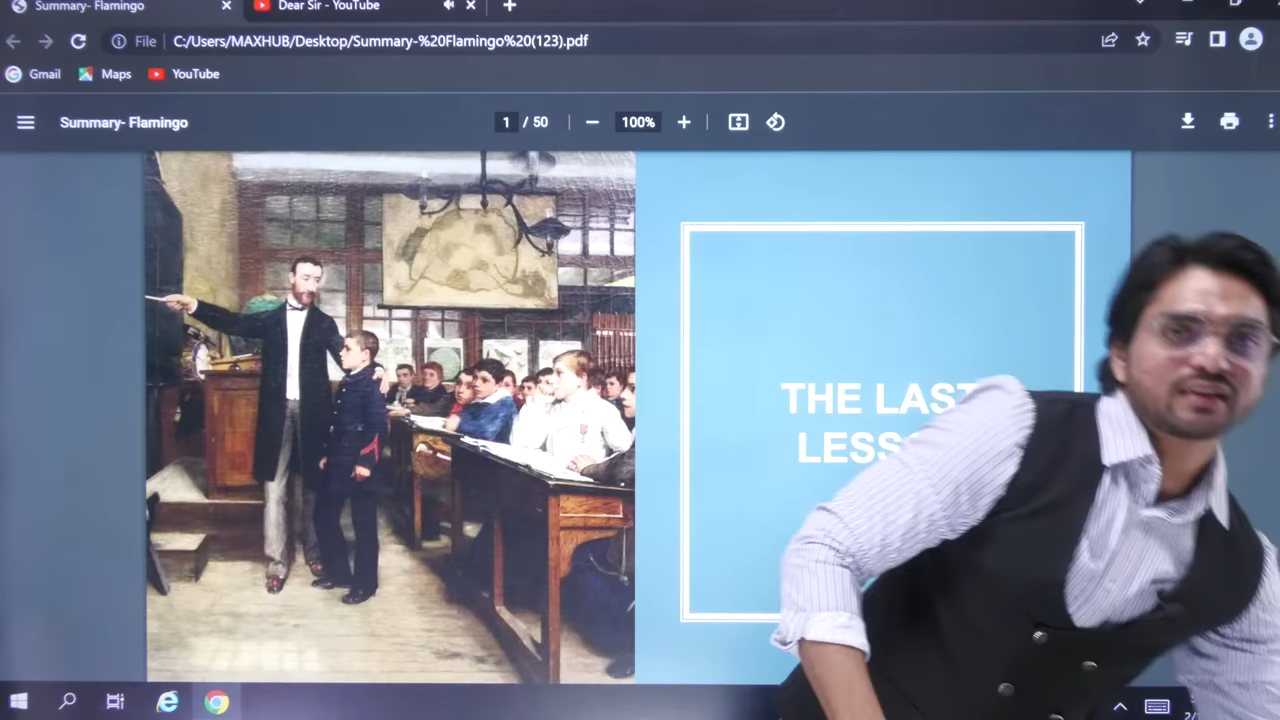 Summary- Flamingo
Dear Sir - YouTube
File
C:/Users/MAXHUB/Desktop/Summary-%20Flamingo%20(123).pdf
Gmail
Maps
YouTube
Summary- Flamingo
1 / 50
100%
THE LAST
LESS